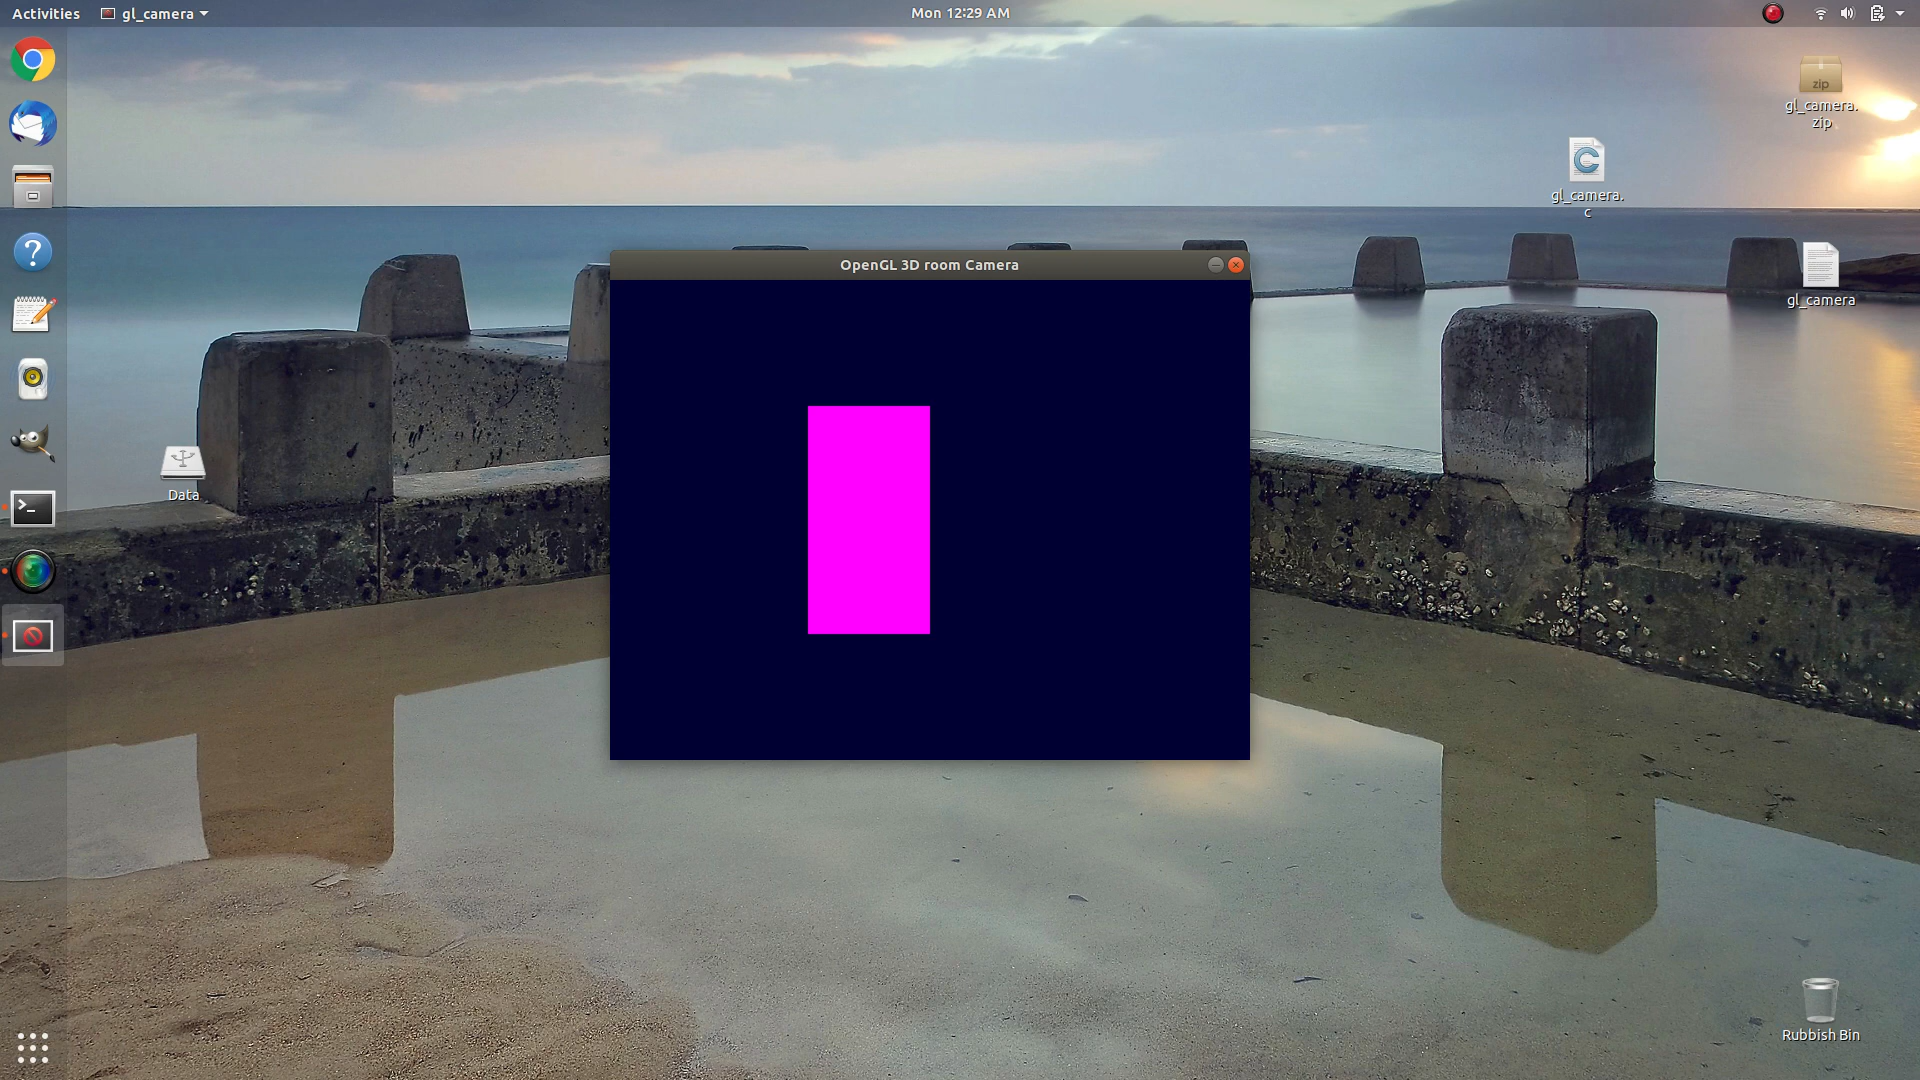 Activities
gl_camera
Mon 12:29 AM
zip
gl_camera.
zip
C
gl_camera.
c
OpenGL 3D room Camera
gl_camera
?
>_
Data
Rubbish Bin